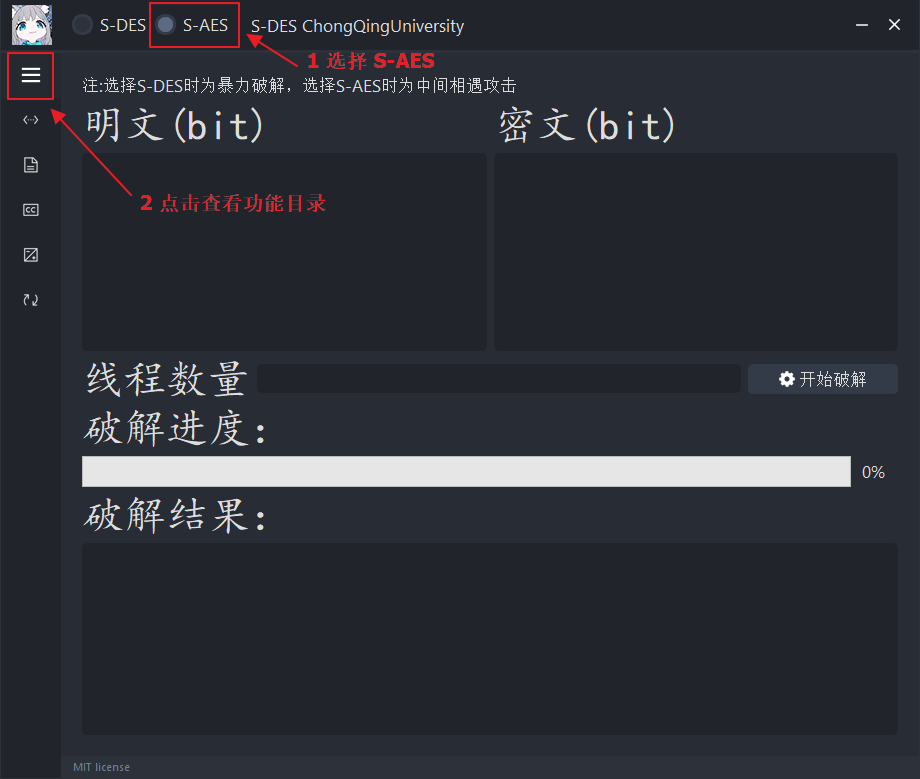 S-DES S-AES S-DES ChongQingUniversity
1 选择 S-AES
注:选择S-DES时为暴力破解，选择S-AES时为中间相遇攻击
明文(bit) 密文(bit)
2 点击查看功能目录
线程数量 开始破解
破解进度：
0%
破解结果：
MIT license